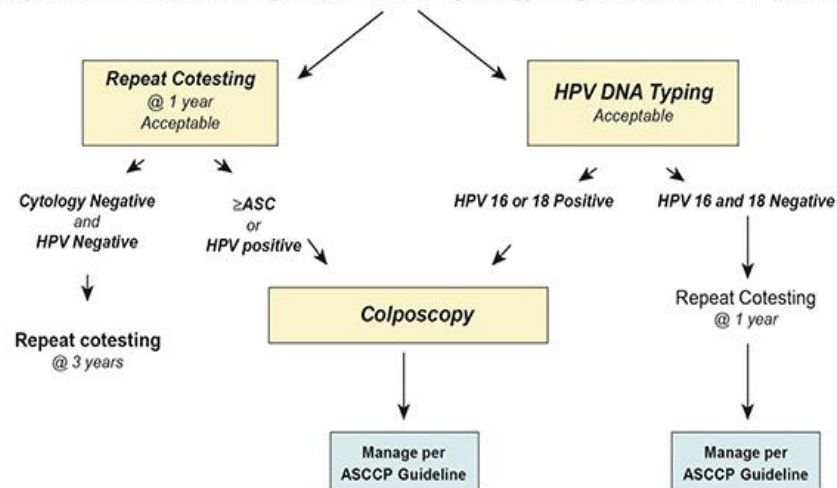 Repeat Cotesting
@ 1 year
Acceptable
HPV DNA Typing
Acceptable
Cytology Negative
and
HPV Negative
≥ASC
or
HPV positive
HPV 16 or 18 Positive
HPV 16 and 18 Negative
Repeat cotesting
@ 3 years
Colposcopy
Repeat Cotesting
@ 1 year
Manage per
ASCCP Guideline
Manage per
ASCCP Guideline